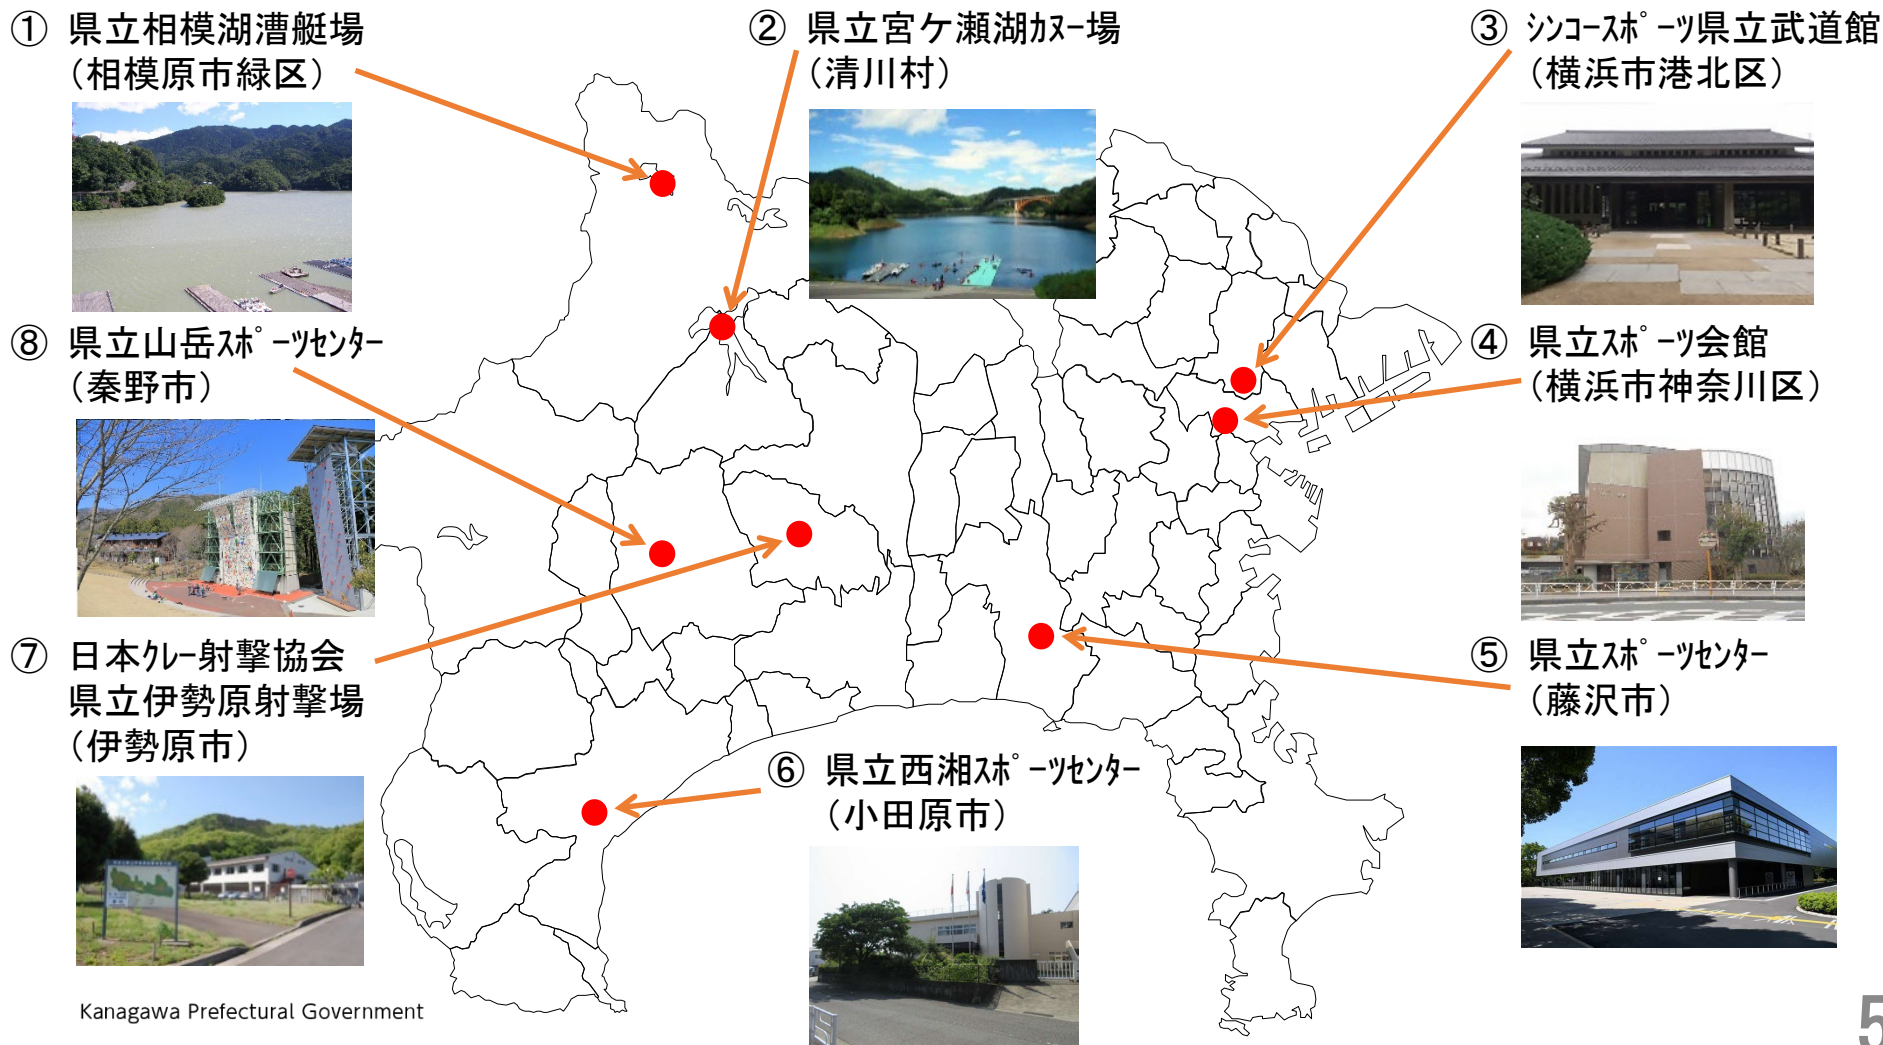 ① 県立相模湖漕艇場
（相模原市緑区）
② 県立宮ケ瀬湖ｶﾇｰ場
（清川村）
③ ｼﾝｺｰｽﾎﾟｰﾂ県立武道館
（横浜市港北区）
④ 県立ｽﾎﾟｰﾂ会館
（横浜市神奈川区）
⑤ 県立ｽﾎﾟｰﾂｾﾝﾀｰ
（藤沢市）
⑥ 県立西湘ｽﾎﾟｰﾂｾﾝﾀｰ
（小田原市）
⑦ 日本ｸﾚｰ射撃協会
県立伊勢原射撃場
（伊勢原市）
⑧ 県立山岳ｽﾎﾟｰﾂｾﾝﾀｰ
（秦野市）
Kanagawa Prefectural Government
5